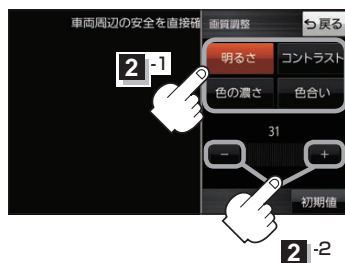 車両周辺の安全を直接確
画質調整
戻る
2-1
明るさ
コントラスト
色の濃さ
色合い
31
－
＋
初期値
2-2